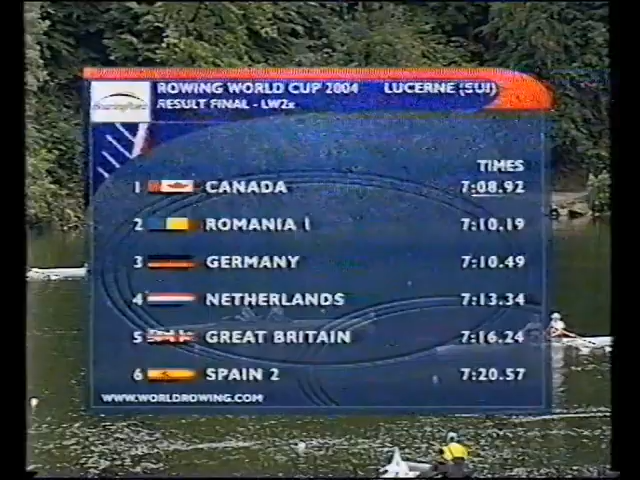 ROWING WORLD CUP 2004 LUCERNE (SUI)
RESULT FINAL - LW2x
TIMES
1 CANADA 7:08.92
2 ROMANIA 1 7:10.19
3 GERMANY 7:10.49
4 NETHERLANDS 7:13.34
5 GREAT BRITAIN 7:16.24
6 SPAIN 2 7:20.57
WWW.WORLDROWING.COM